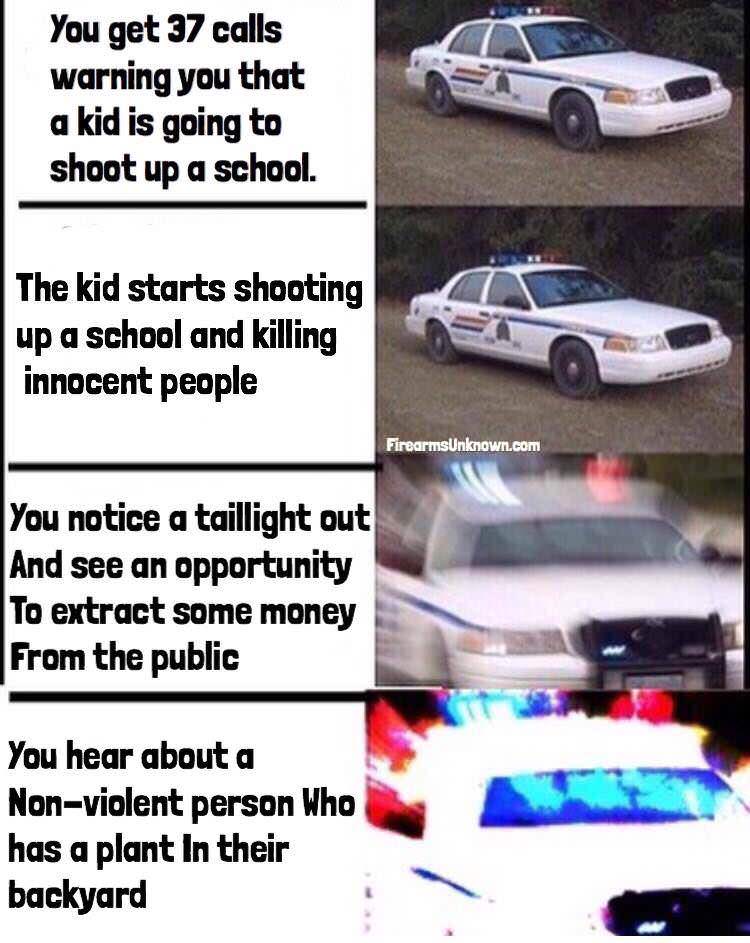 You get 37 calls
warning you that
a kid is going to
shoot up a school.
The kid starts shooting
up a school and killing
innocent people
FirearmsUnknown.com
You notice a taillight out
And see an opportunity
To extract some money
From the public
You hear about a
Non-violent person Who
has a plant In their
backyard